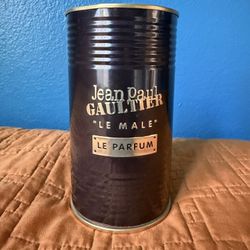 Jean Paul
GAULTIER
"LE MALE"
LE PARFUM